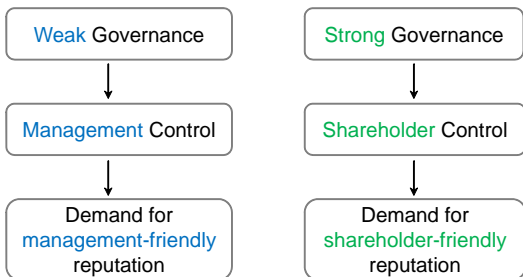 Weak Governance
Management Control
Demand for
management-friendly
reputation
Strong Governance
Shareholder Control
Demand for
shareholder-friendly
reputation